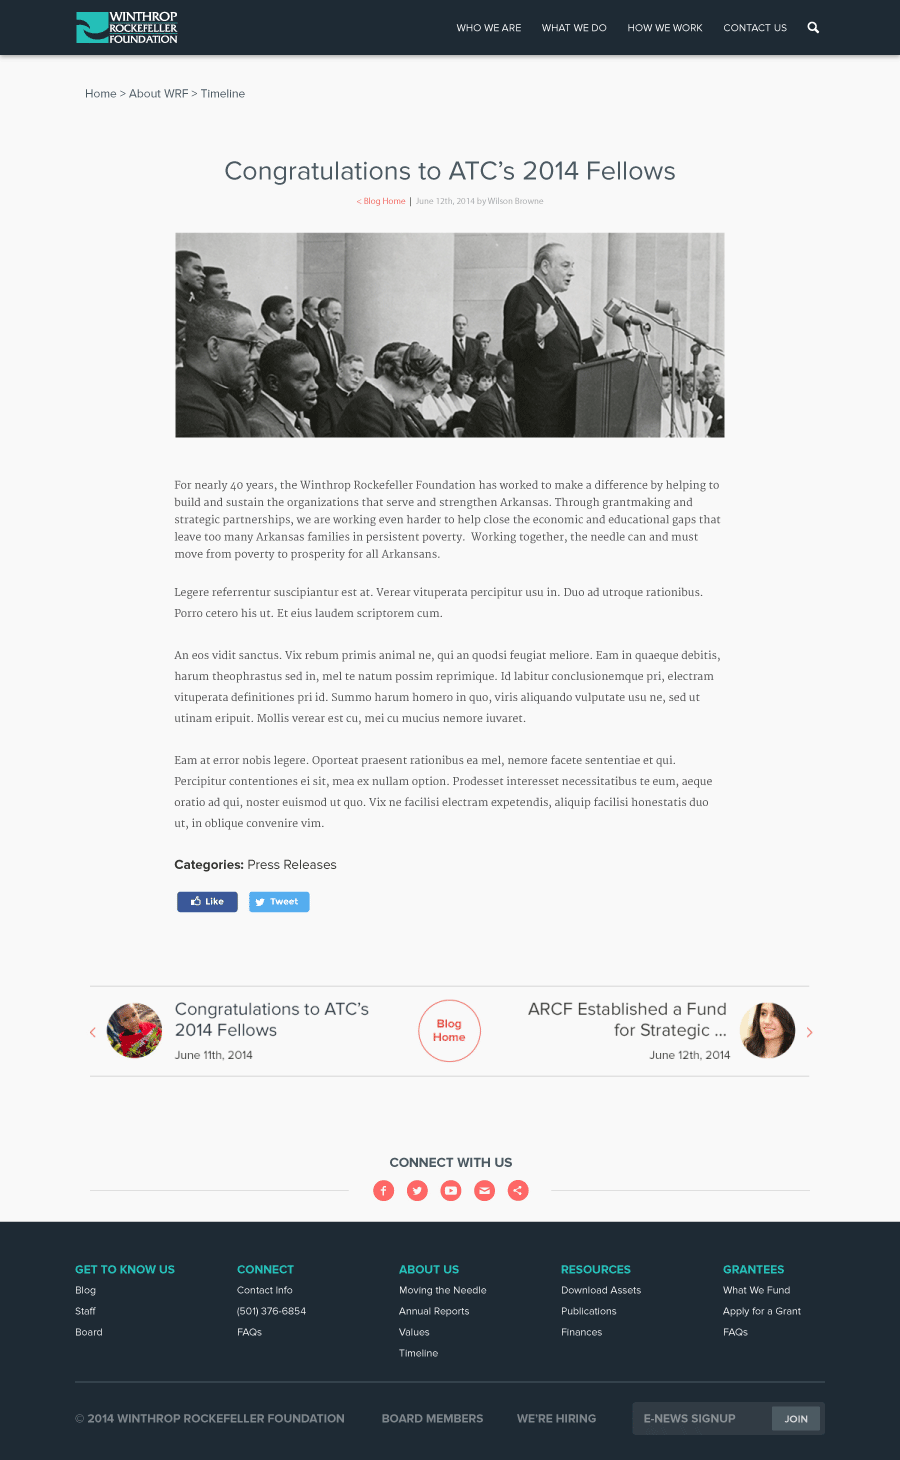 WINTHROP
ROCKEFELLER
FOUNDATION
WHO WE ARE
WHAT WE DO
HOW WE WORK
CONTACT US
Home > About WRF > Timeline
Congratulations to ATC's 2014 Fellows
< Blog Home | June 12th, 2014 by Wilson Browne
For nearly 40 years, the Winthrop Rockefeller Foundation has worked to make a difference by helping to
build and sustain the organizations that serve and strengthen Arkansas. Through grantmaking and
strategic partnerships, we are working even harder to help close the economic and educational gaps that
leave too many Arkansas families in persistent poverty.  Working together, the needle can and must
move from poverty to prosperity for all Arkansans.
Legere referrentur suscipiantur est at. Verear vituperata percipitur usu in. Duo ad utroque rationibus.
Porro cetero his ut. Et eius laudem scriptorem cum.
An eos vidit sanctus. Vix rebum primis animal ne, qui an quodsi feugiat meliore. Eam in quaeque debitis,
harum theophrastus sed in, mel te natum possim reprimique. Id labitur conclusionemque pri, electram
vituperata definitiones pri id. Summo harum homero in quo, viris aliquando vulputate usu ne, sed ut
utinam eripuit. Mollis verear est cu, mei cu mucius nemore iuvaret.
Eam at error nobis legere. Oporteat praesent rationibus ea mel, nemore facete sententiae et qui.
Percipitur contentiones ei sit, mea ex nullam option. Prodesset interesset necessitatibus te eum, aeque
oratio ad qui, noster euismod ut quo. Vix ne facilisi electram expetendis, aliquip facilisi honestatis duo
ut, in oblique convenire vim.
Categories: Press Releases
Like
Tweet
Congratulations to ATC's
2014 Fellows
June 11th, 2014
Blog
Home
ARCF Established a Fund
for Strategic ...
June 12th, 2014
CONNECT WITH US
GET TO KNOW US
Blog
Staff
Board
CONNECT
Contact Info
(501) 376-6854
FAQs
ABOUT US
Moving the Needle
Annual Reports
Values
Timeline
RESOURCES
Download Assets
Publications
Finances
GRANTEES
What We Fund
Apply for a Grant
FAQs
© 2014 WINTHROP ROCKEFELLER FOUNDATION
BOARD MEMBERS
WE'RE HIRING
E-NEWS SIGNUP
JOIN